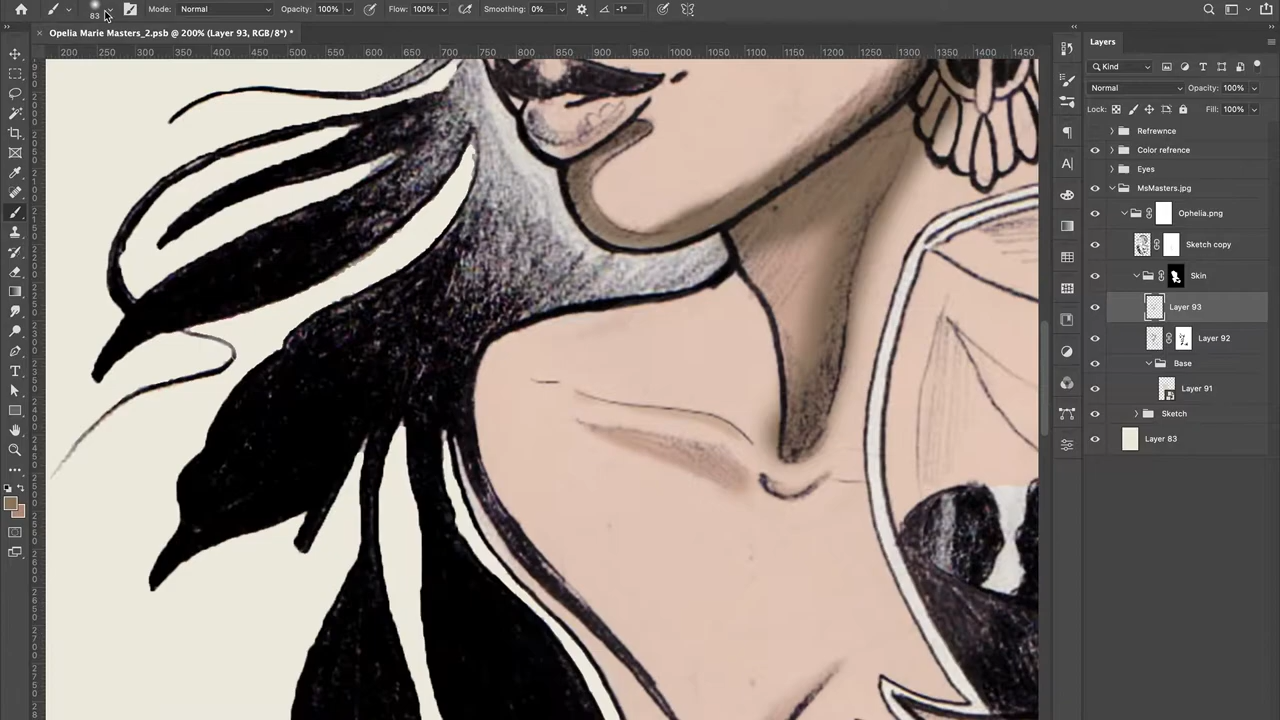 83 Mode: Normal Opacity: 100% Flow: 100% Smoothing: 0% -1°
× Opelia Marie Masters_2.psb @ 200% (Layer 93, RGB/8*) *
200 250 300 350 400 450 500 550 600 650 700 750 800 850 900 950 1000 1050 1100 1150 1200 1250 1300 1350 1400 1450
Layers
Kind
Normal Opacity: 100%
Lock: Fill: 100%
Refrewnce
Color refrence
Eyes
MsMasters.jpg
Ophelia.png
Sketch copy
Skin
Layer 93
Layer 92
Base
Layer 91
Sketch
Layer 83